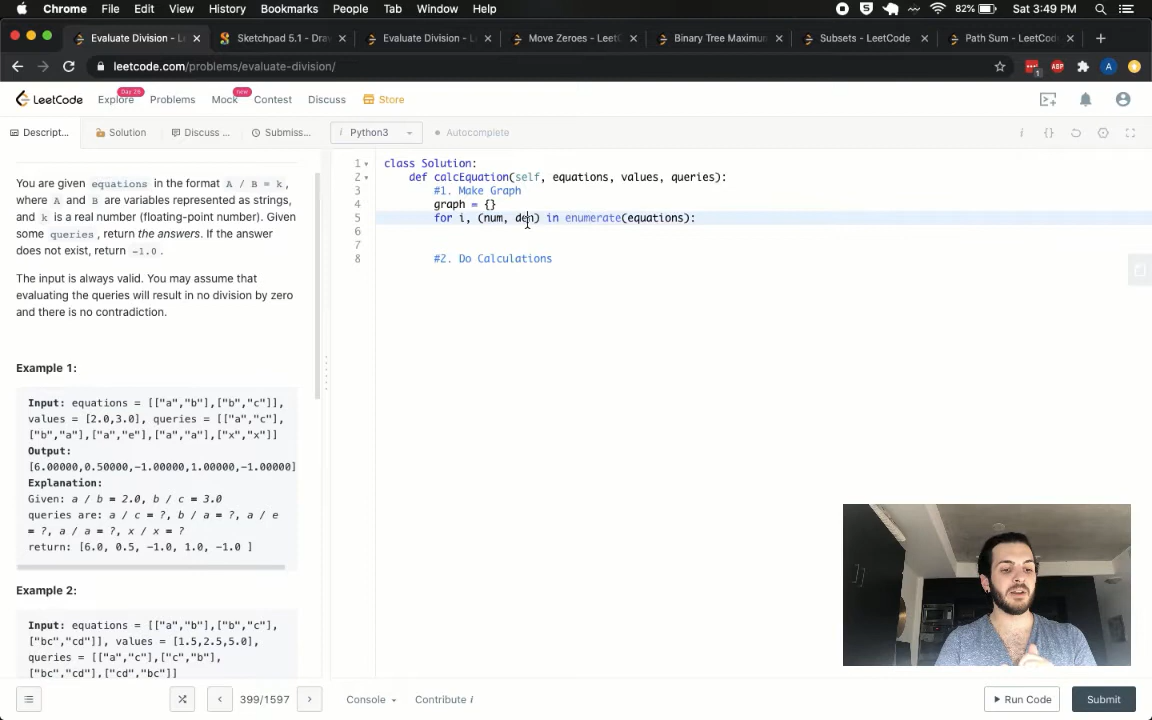 Chrome File Edit View History Bookmarks People Tab Window Help 82% Sat 3:49 PM
Evaluate Division - L Sketchpad 5.1 - Dra Evaluate Division - L Move Zeroes - Leet Binary Tree Maximum Subsets - LeetCode Path Sum - LeetCod
leetcode.com/problems/evaluate-division/
LeetCode Explore Problems Mock Contest Discuss Store
Day 26 new
Descript... Solution Discuss ... Submiss... i Python3 Autocomplete
You are given equations in the format A / B = k ,
where A and B are variables represented as strings,
and k is a real number (floating-point number). Given
some queries , return the answers. If the answer
does not exist, return -1.0 .
The input is always valid. You may assume that
evaluating the queries will result in no division by zero
and there is no contradiction.
Example 1:
Input: equations = [["a","b"],["b","c"]],
values = [2.0,3.0], queries = [["a","c"],
["b","a"],["a","e"],["a","a"],["x","x"]]
Output:
[6.00000,0.50000,-1.00000,1.00000,-1.00000]
Explanation:
Given: a / b = 2.0, b / c = 3.0
queries are: a / c = ?, b / a = ?, a / e
= ?, a / a = ?, x / x = ?
return: [6.0, 0.5, -1.0, 1.0, -1.0 ]
Example 2:
Input: equations = [["a","b"],["b","c"],
["bc","cd"]], values = [1.5,2.5,5.0],
queries = [["a","c"],["c","b"],
["bc","cd"],["cd","bc"]]
1 class Solution:
2 def calcEquation(self, equations, values, queries):
3 #1. Make Graph
4 graph = {}
5 for i, (num, den) in enumerate(equations):
6
7
8 #2. Do Calculations
399/1597 Console Contribute i Run Code Submit